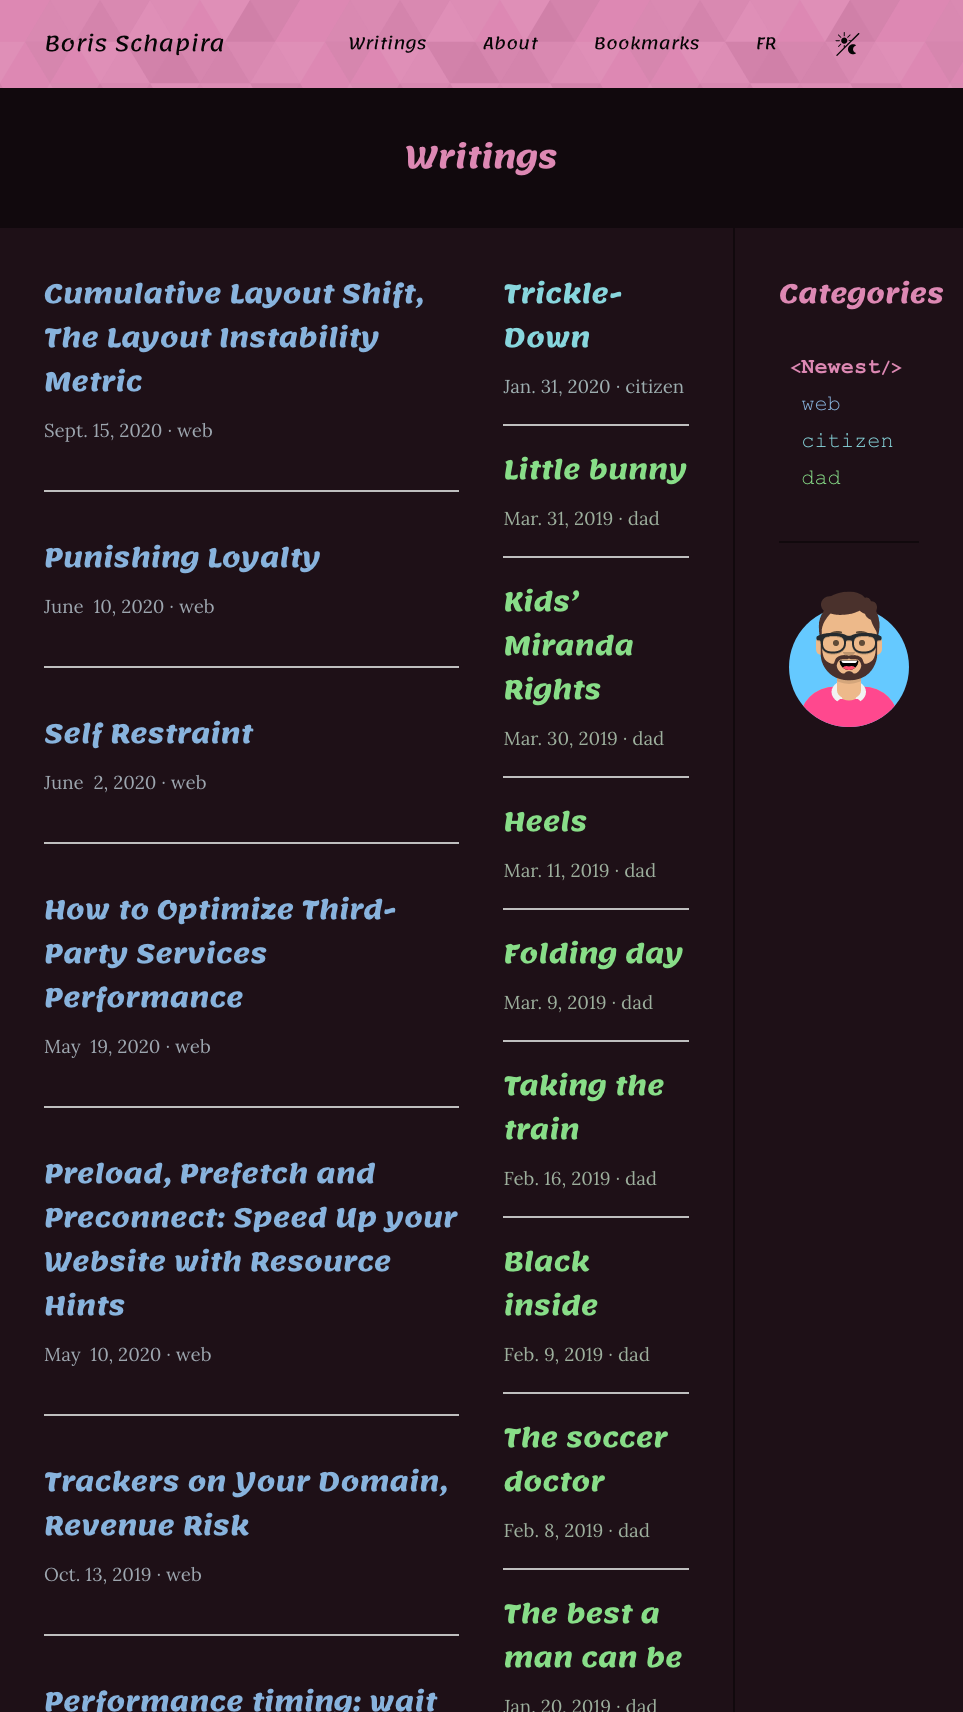 Boris Schapira
Writings
About
Bookmarks
FR
Writings
Cumulative Layout Shift,
The Layout Instability
Metric
Sept. 15, 2020 · web
Punishing Loyalty
June 10, 2020 · web
Self Restraint
June 2, 2020 · web
How to Optimize Third-
Party Services
Performance
May 19, 2020 · web
Preload, Prefetch and
Preconnect: Speed Up your
Website with Resource
Hints
May 10, 2020 · web
Trackers on Your Domain,
Revenue Risk
Oct. 13, 2019 · web
Performance timing: wait
Trickle-
Down
Jan. 31, 2020 · citizen
Little bunny
Mar. 31, 2019 · dad
Kids’
Miranda
Rights
Mar. 30, 2019 · dad
Heels
Mar. 11, 2019 · dad
Folding day
Mar. 9, 2019 · dad
Taking the
train
Feb. 16, 2019 · dad
Black
inside
Feb. 9, 2019 · dad
The soccer
doctor
Feb. 8, 2019 · dad
The best a
man can be
Jan. 20, 2019 · dad
Categories
<Newest/>
web
citizen
dad